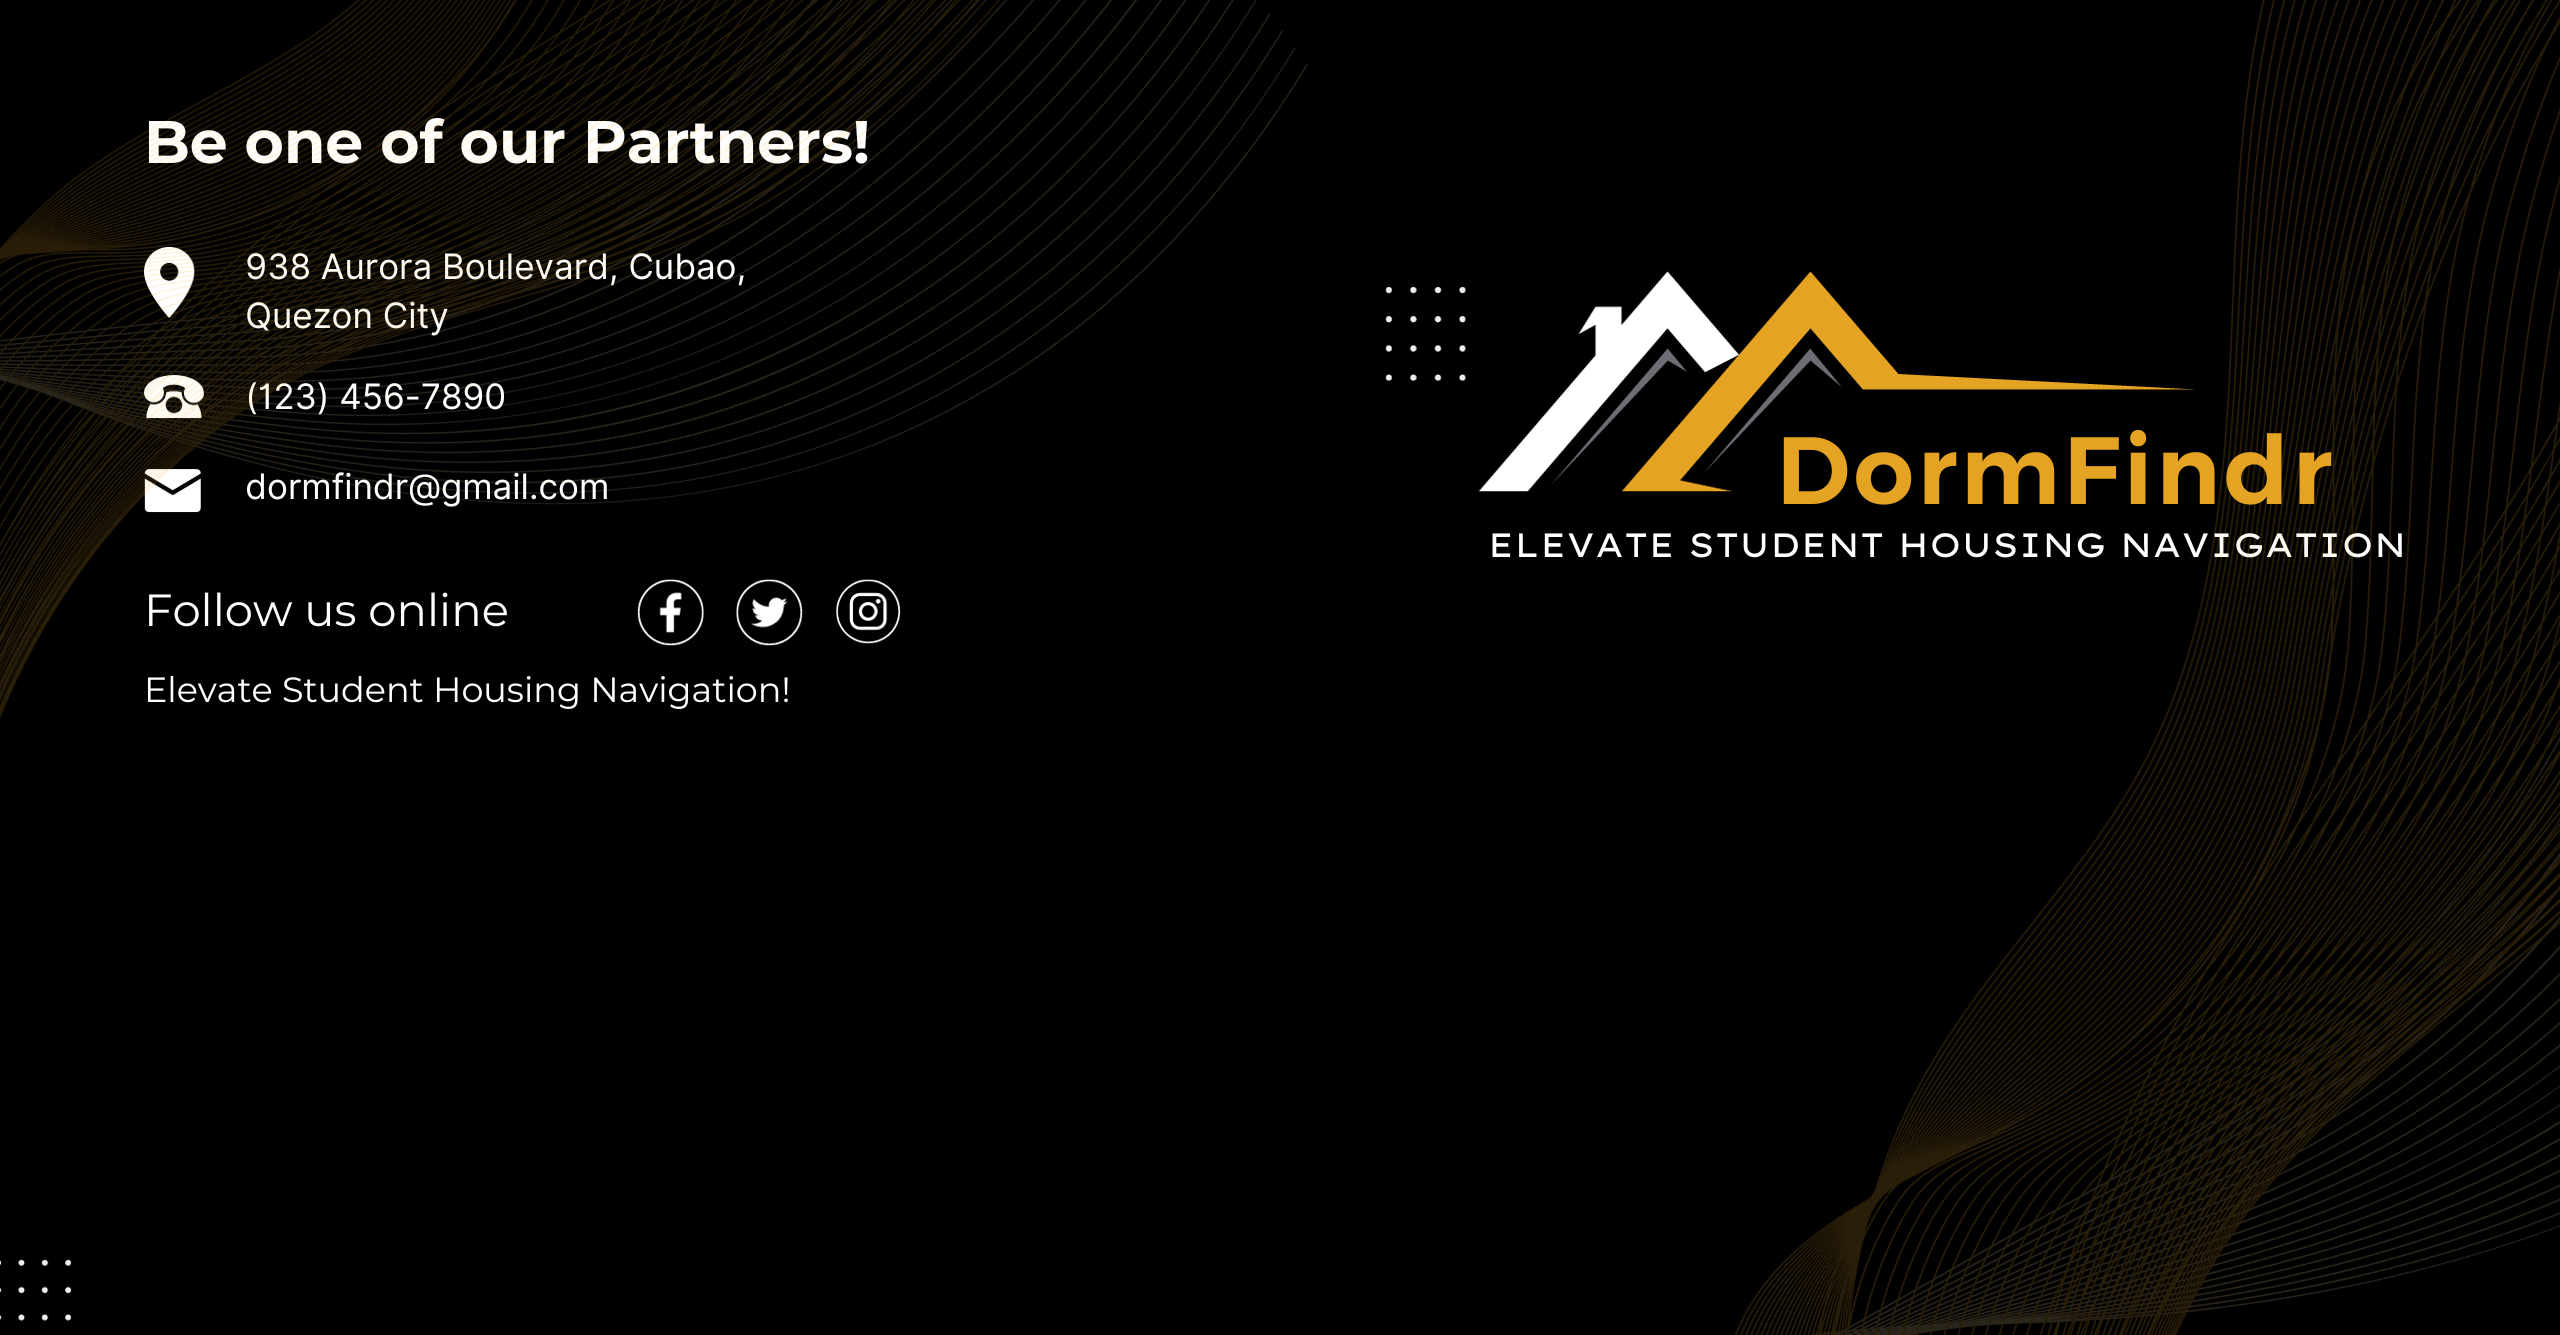 Be one of our Partners!
938 Aurora Boulevard, Cubao,
Quezon City
(123) 456-7890
dormfindr@gmail.com
Follow us online
Elevate Student Housing Navigation!
DormFindr
ELEVATE STUDENT HOUSING NAVIGATION